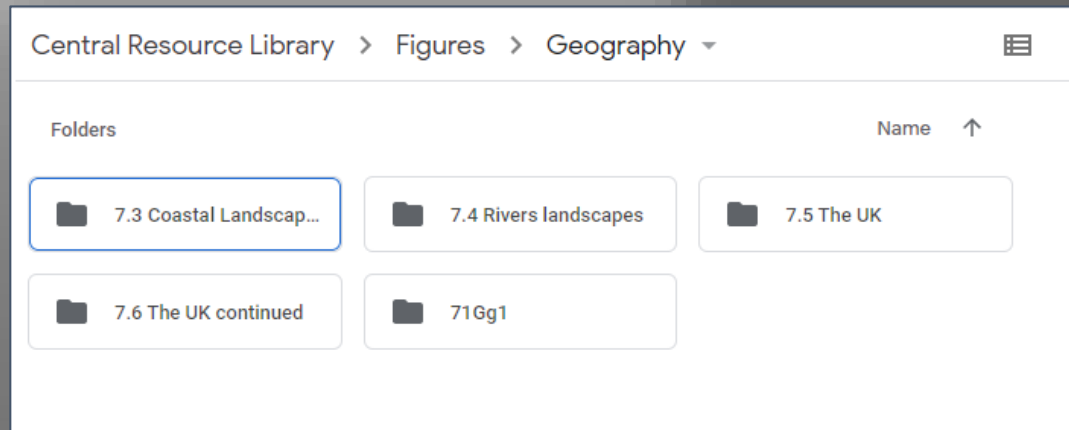 Central Resource Library > Figures > Geography
Folders Name
7.3 Coastal Landscap... 7.4 Rivers landscapes 7.5 The UK
7.6 The UK continued 71Gg1